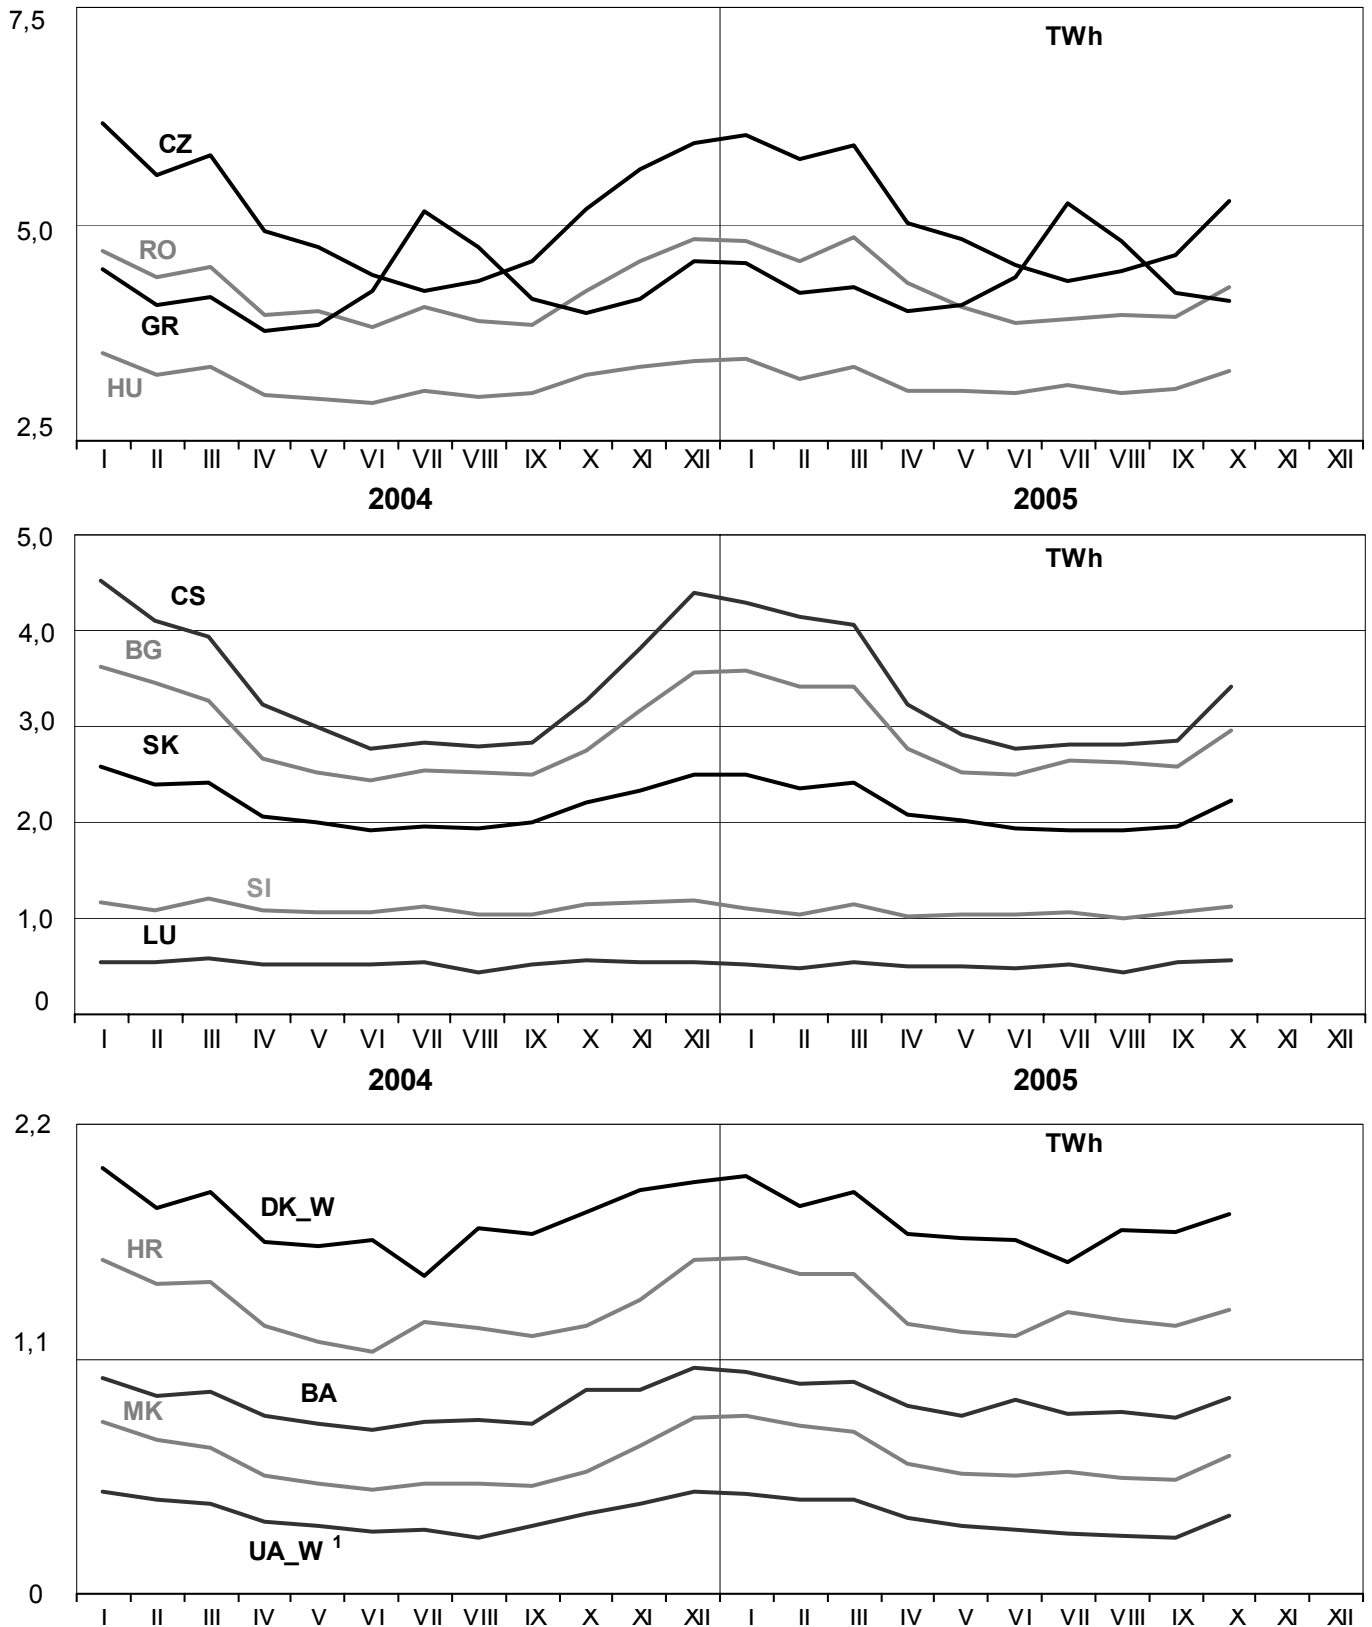 7,5
TWh
CZ
5,0
RO
GR
HU
2,5
I II III IV V VI VII VIII IX X XI XII I II III IV V VI VII VIII IX X XI XII
2004 2005
5,0
TWh
CS
4,0
BG
3,0
SK
2,0
SI
1,0
LU
0
I II III IV V VI VII VIII IX X XI XII I II III IV V VI VII VIII IX X XI XII
2004 2005
2,2
TWh
DK_W
HR
1,1
BA
MK
UA_W 1
0
I II III IV V VI VII VIII IX X XI XII I II III IV V VI VII VIII IX X XI XII